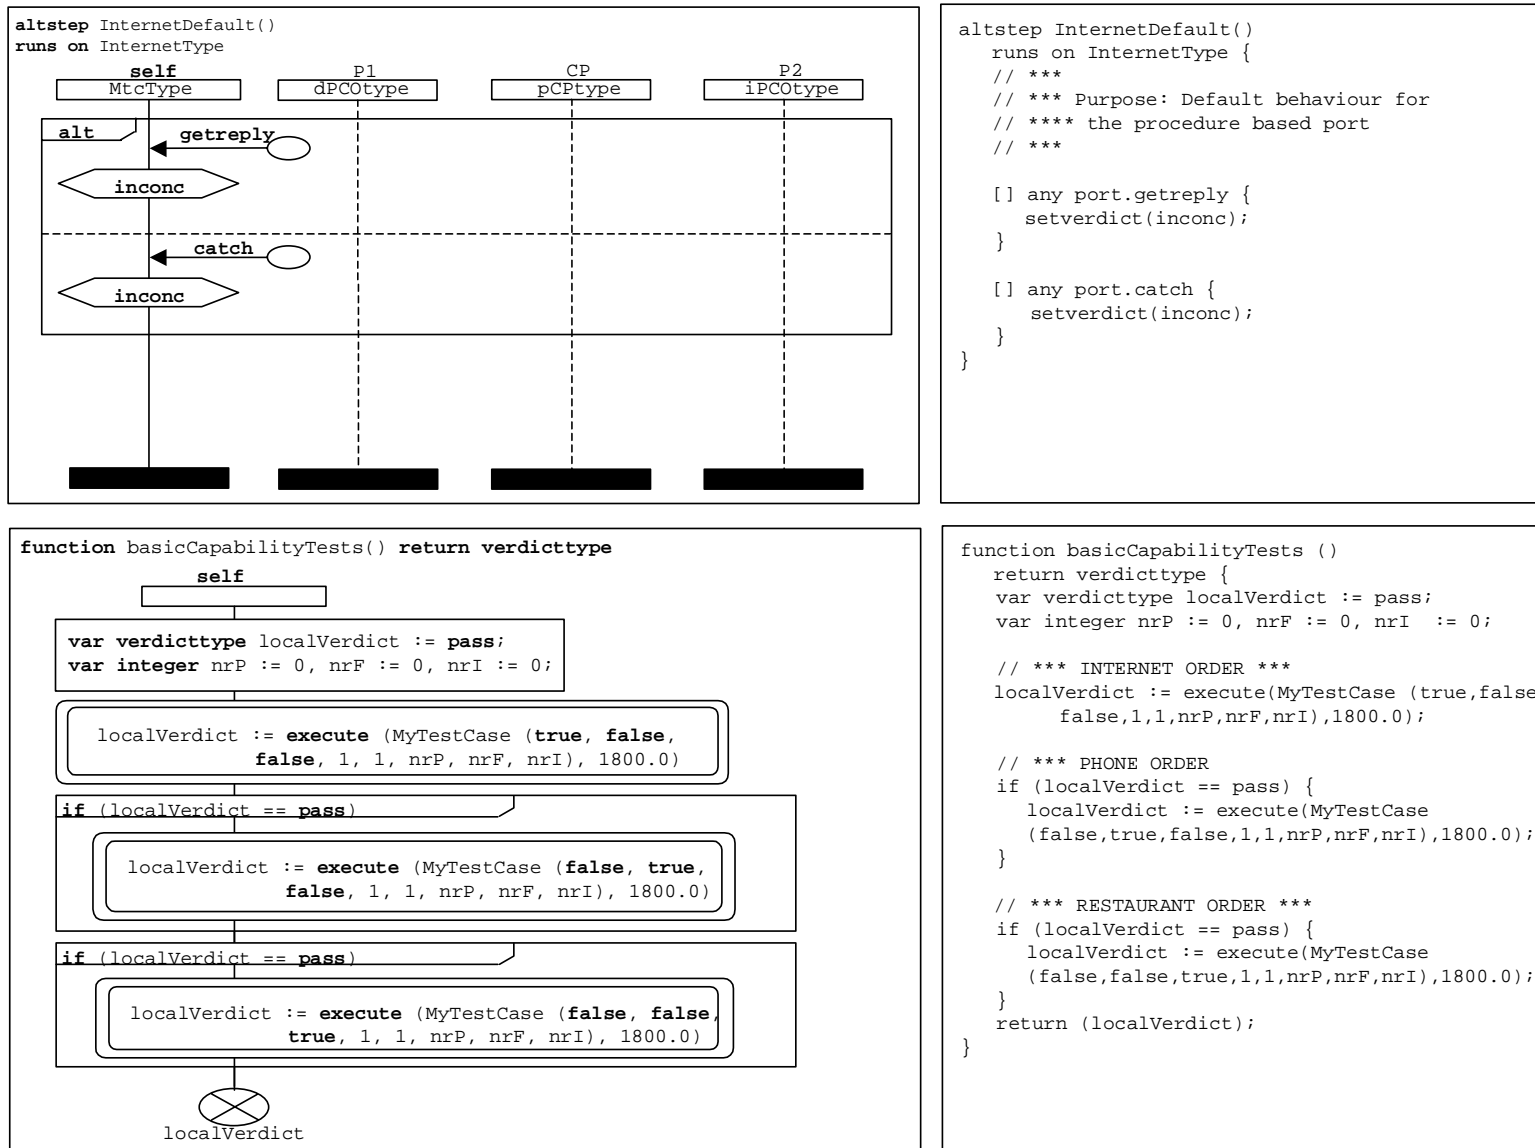 altstep InternetDefault()
runs on InternetType
self P1 CP P2
MtcType dPCOtype pCPtype iPCOtype
alt getreply
inconc
catch
inconc
altstep InternetDefault()
runs on InternetType {
// ***
// *** Purpose: Default behaviour for
// **** the procedure based port
// ***
[] any port.getreply {
setverdict(inconc);
}
[] any port.catch {
setverdict(inconc);
}
}
function basicCapabilityTests() return verdicttype
self
var verdicttype localVerdict := pass;
var integer nrP := 0, nrF := 0, nrI := 0;
localVerdict := execute (MyTestCase (true, false,
false, 1, 1, nrP, nrF, nrI), 1800.0)
if (localVerdict == pass)
localVerdict := execute (MyTestCase (false, true,
false, 1, 1, nrP, nrF, nrI), 1800.0)
if (localVerdict == pass)
localVerdict := execute (MyTestCase (false, false,
true, 1, 1, nrP, nrF, nrI), 1800.0)
localVerdict
function basicCapabilityTests ()
return verdicttype {
var verdicttype localVerdict := pass;
var integer nrP := 0, nrF := 0, nrI := 0;
// *** INTERNET ORDER ***
localVerdict := execute(MyTestCase (true,false
false,1,1,nrP,nrF,nrI),1800.0);
// *** PHONE ORDER
if (localVerdict == pass) {
localVerdict := execute(MyTestCase
(false,true,false,1,1,nrP,nrF,nrI),1800.0);
}
// *** RESTAURANT ORDER ***
if (localVerdict == pass) {
localVerdict := execute(MyTestCase
(false,false,true,1,1,nrP,nrF,nrI),1800.0);
}
return (localVerdict);
}